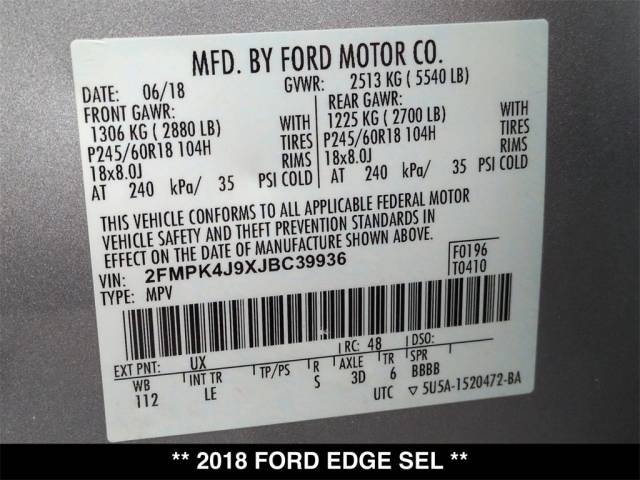 MFD. BY FORD MOTOR CO.
DATE: 06/18 GVWR: 2513 KG ( 5540 LB)
FRONT GAWR: REAR GAWR:
1306 KG ( 2880 LB) WITH 1225 KG ( 2700 LB) WITH
P245/60R18 104H TIRES P245/60R18 104H TIRES
18x8.0J RIMS 18x8.0J RIMS
AT 240 kPa/ 35 PSI COLD AT 240 kPa/ 35 PSI COLD
THIS VEHICLE CONFORMS TO ALL APPLICABLE FEDERAL MOTOR
VEHICLE SAFETY AND THEFT PREVENTION STANDARDS IN
EFFECT ON THE DATE OF MANUFACTURE SHOWN ABOVE.
VIN: 2FMPK4J9XJBC39936 F0196
TYPE: MPV T0410
EXT PNT: UX RC: 48 DSO:
WB INT TR TP/PS R AXLE TR SPR
112 LE S 3D 6 BBBB
UTC ▽ 5U5A-1520472-BA
** 2018 FORD EDGE SEL **